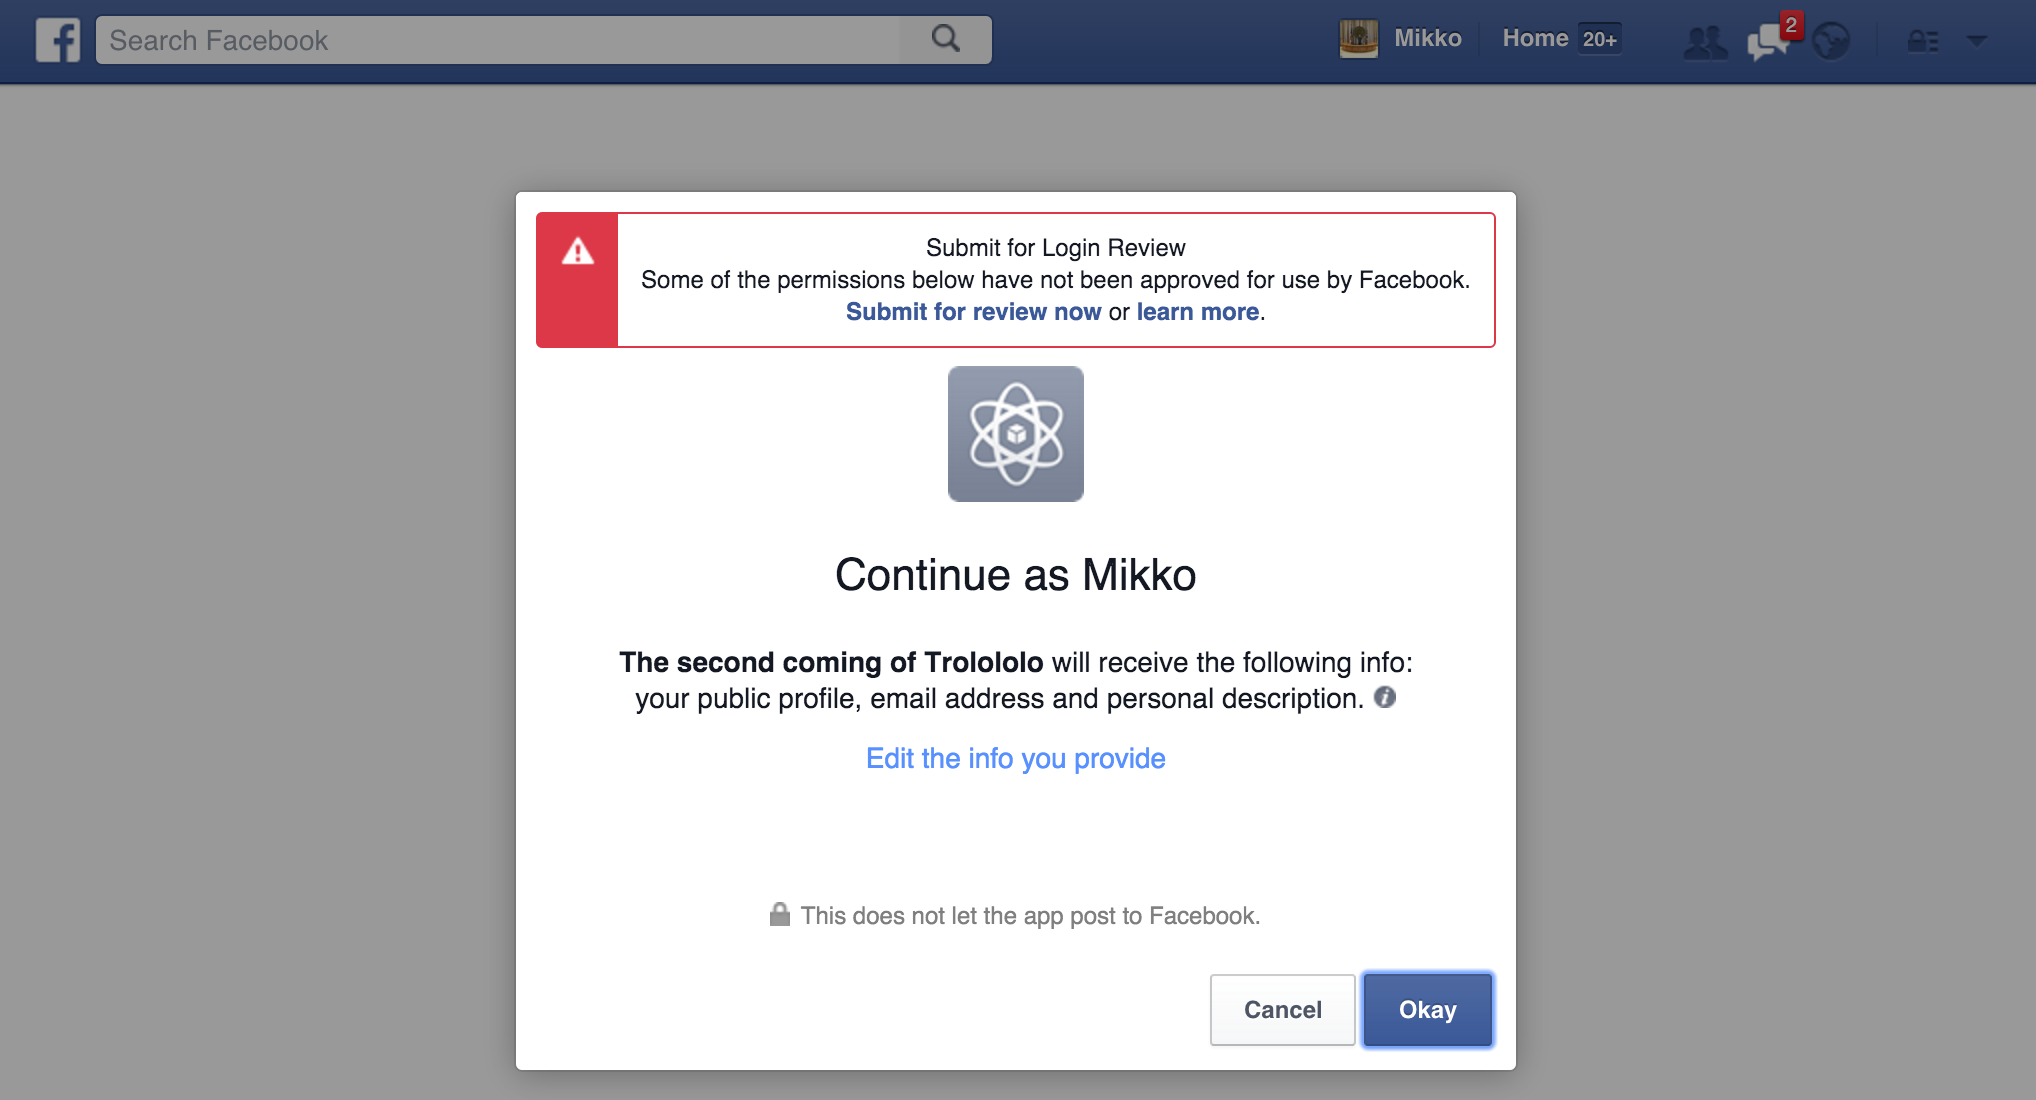 Search Facebook
Mikko
Home 20+
2
Submit for Login Review
Some of the permissions below have not been approved for use by Facebook.
Submit for review now or learn more.
Continue as Mikko
The second coming of Trolololo will receive the following info:
your public profile, email address and personal description.
Edit the info you provide
This does not let the app post to Facebook.
Cancel
Okay